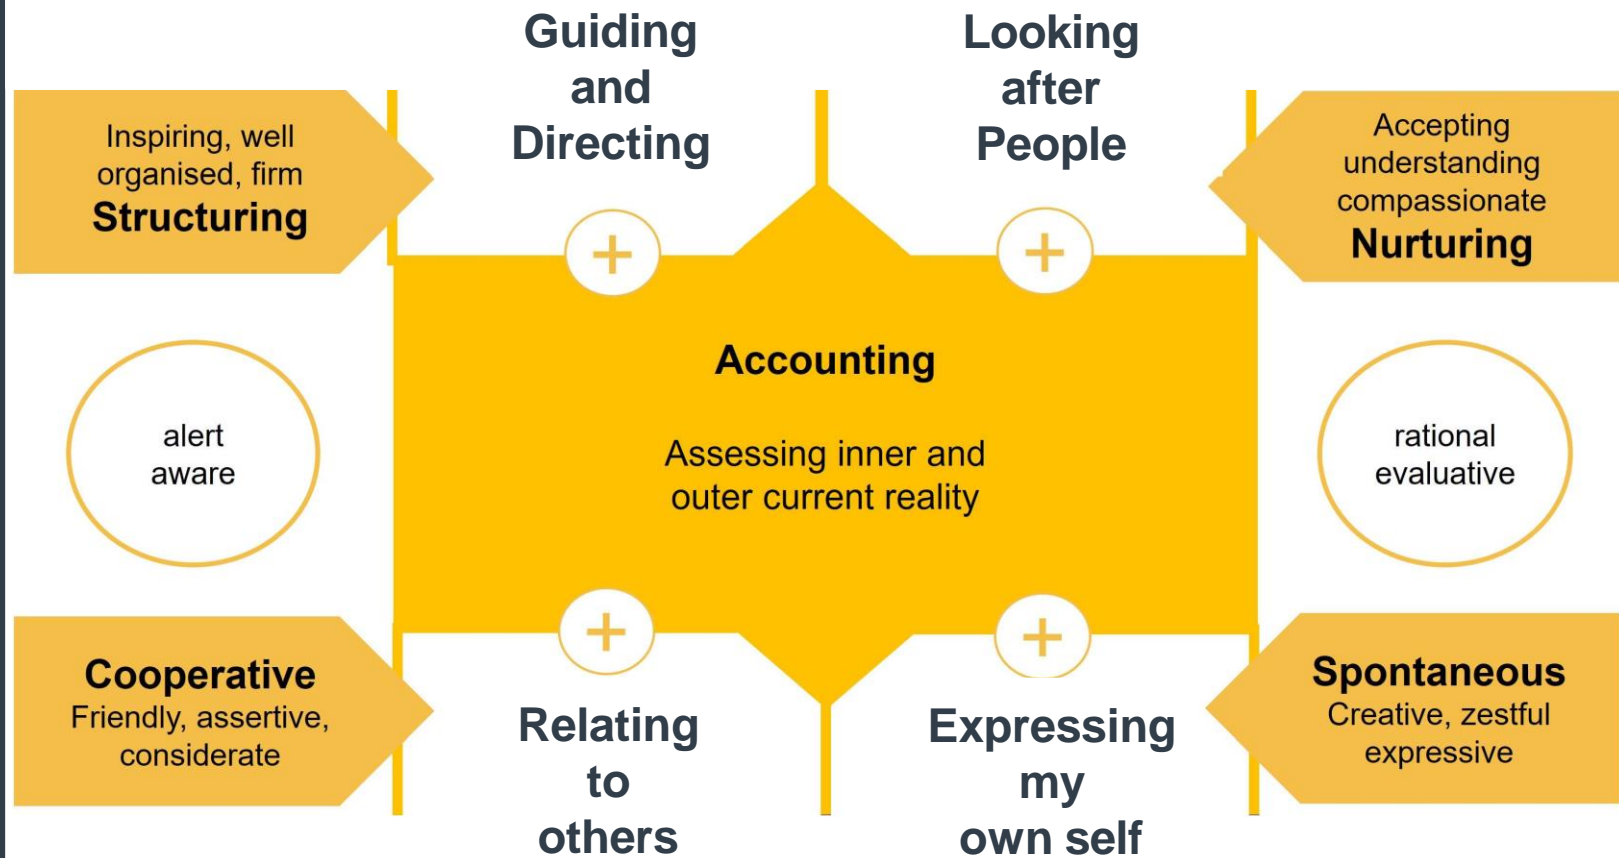 Guiding
and
Directing
Looking
after
People
Inspiring, well
organised, firm
Structuring
Accepting
understanding
compassionate
Nurturing
+
+
Accounting
Assessing inner and
outer current reality
alert
aware
rational
evaluative
+
+
Cooperative
Friendly, assertive,
considerate
Relating
to
others
Expressing
my
own self
Spontaneous
Creative, zestful
expressive